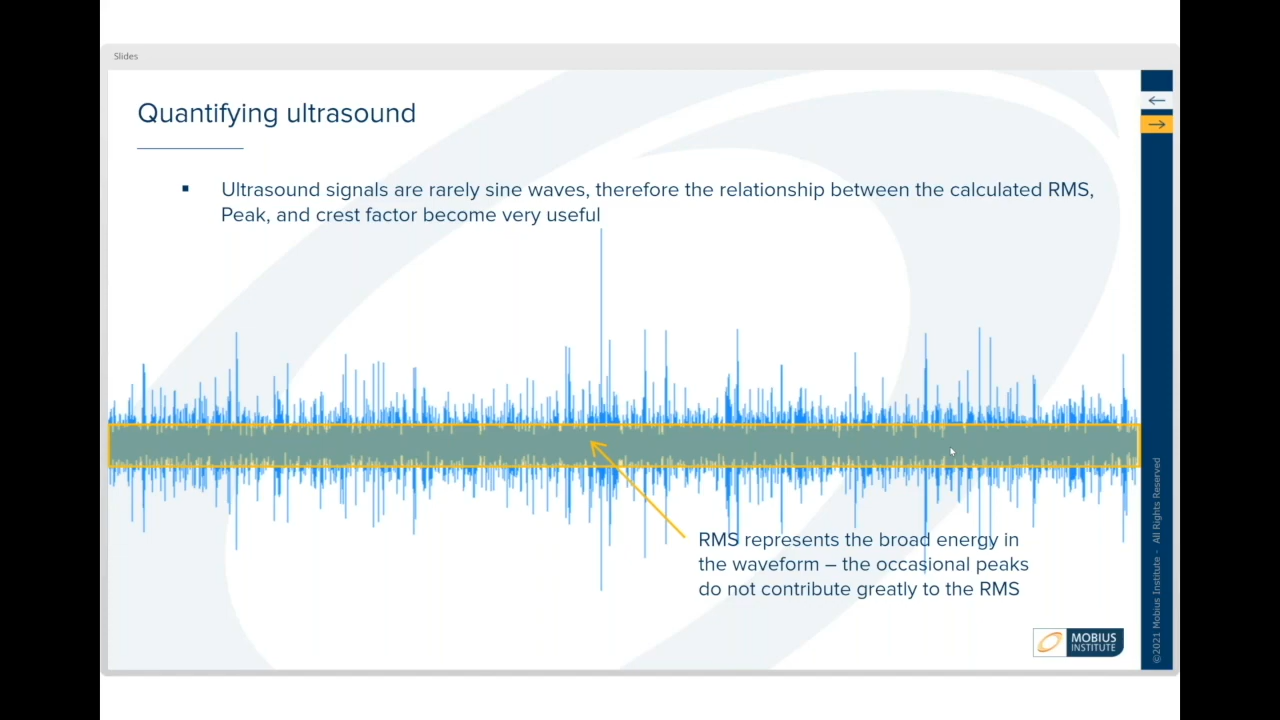 Slides
Quantifying ultrasound
Ultrasound signals are rarely sine waves, therefore the relationship between the calculated RMS,
Peak, and crest factor become very useful
RMS represents the broad energy in
the waveform – the occasional peaks
do not contribute greatly to the RMS
MOBIUS
INSTITUTE
©2021 Mobius Institute - All Rights Reserved